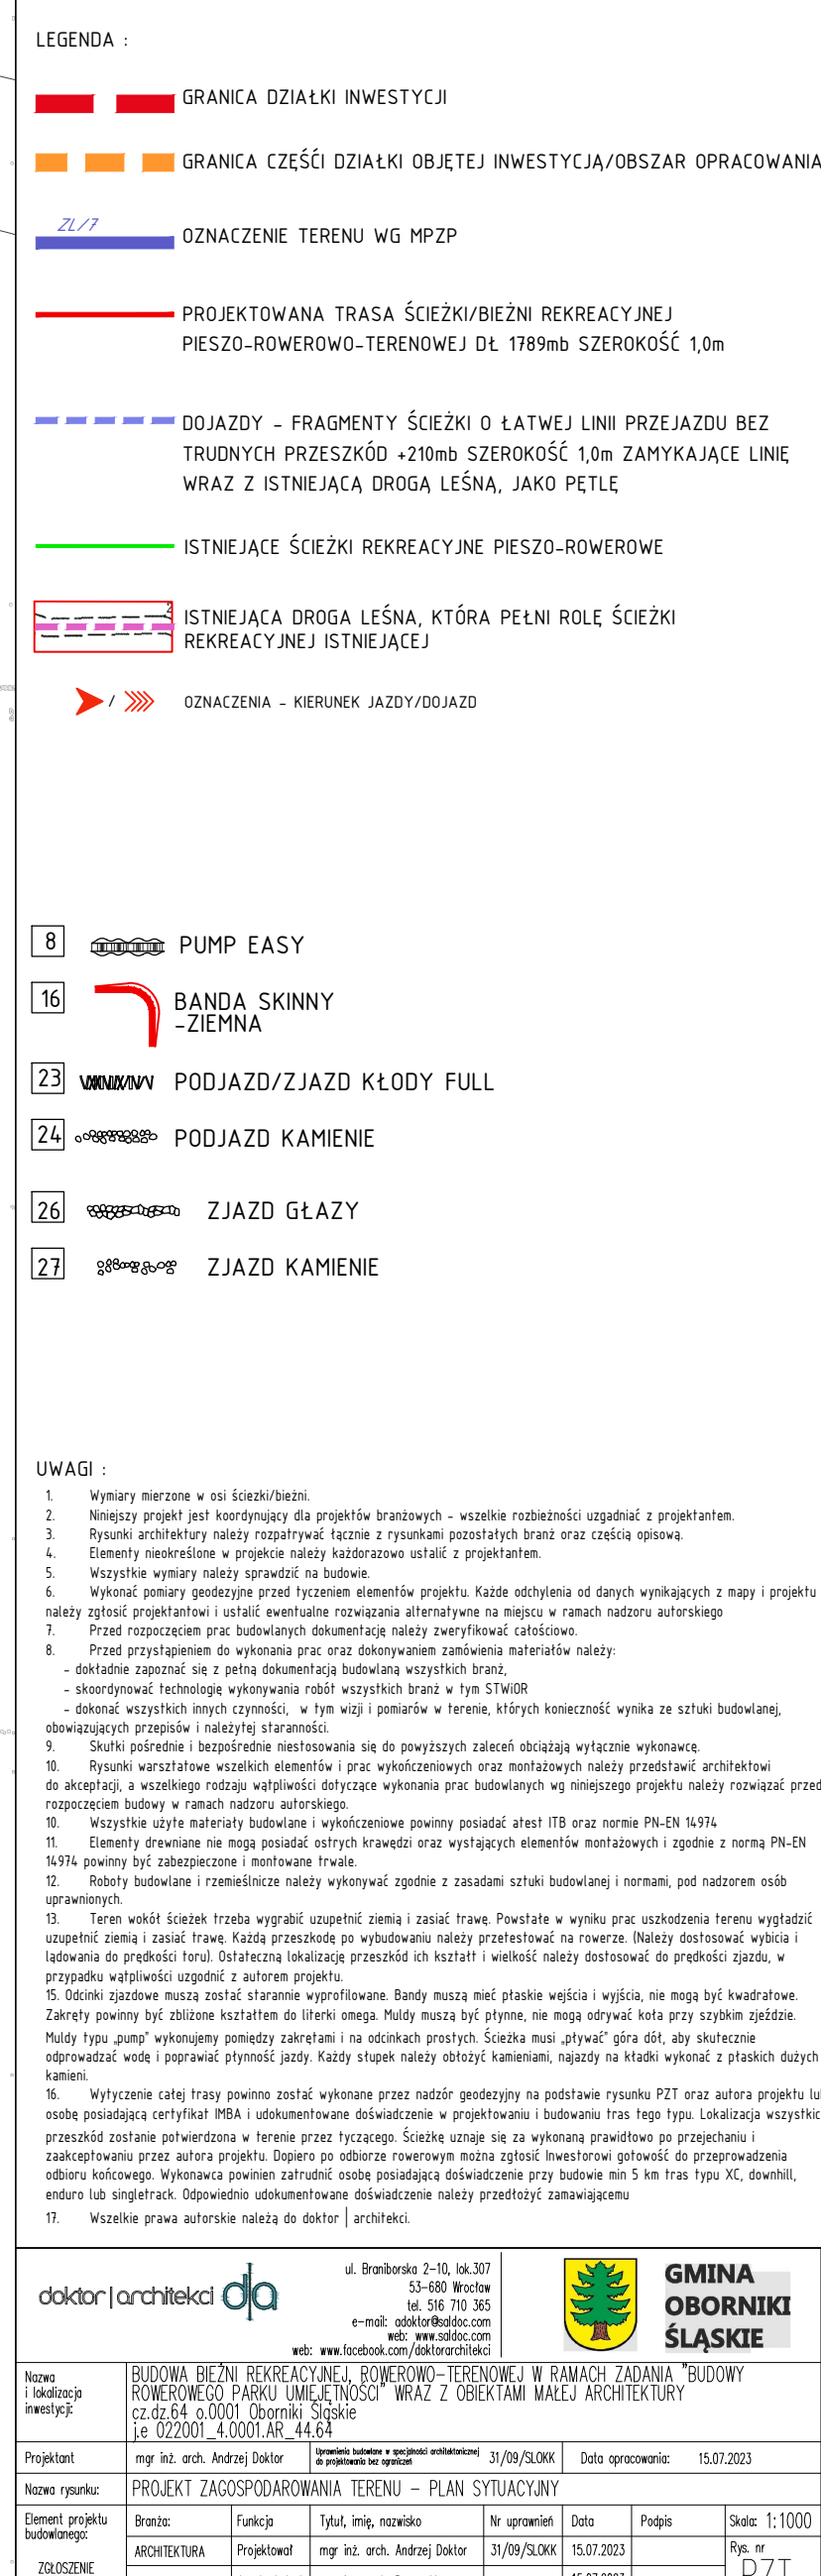 LEGENDA :
GRANICA DZIAŁKI INWESTYCJI
GRANICA CZĘŚĆI DZIAŁKI OBJĘTEJ INWESTYCJĄ/OBSZAR OPRACOWANIA
ZL/7
OZNACZENIE TERENU WG MPZP
PROJEKTOWANA TRASA ŚCIEŻKI/BIEŻNI REKREACYJNEJ
PIESZO-ROWEROWO-TERENOWEJ DŁ 1789mb SZEROKOŚĆ 1,0m
DOJAZDY - FRAGMENTY ŚCIEŻKI O ŁATWEJ LINII PRZEJAZDU BEZ
TRUDNYCH PRZESZKÓD +210mb SZEROKOŚĆ 1,0m ZAMYKAJĄCE LINIĘ
WRAZ Z ISTNIEJĄCĄ DROGĄ LEŚNĄ, JAKO PĘTLĘ
ISTNIEJĄCE ŚCIEŻKI REKREACYJNE PIESZO-ROWEROWE
ISTNIEJĄCA DROGA LEŚNA, KTÓRA PEŁNI ROLĘ ŚCIEŻKI
REKREACYJNEJ ISTNIEJĄCEJ
/ OZNACZENIA - KIERUNEK JAZDY/DOJAZD
8 PUMP EASY
16 BANDA SKINNY
-ZIEMNA
23 PODJAZD/ZJAZD KŁODY FULL
24 PODJAZD KAMIENIE
26 ZJAZD GŁAZY
27 ZJAZD KAMIENIE
UWAGI :
1. Wymiary mierzone w osi ściezki/bieżni.
2. Niniejszy projekt jest koordynujący dla projektów branżowych - wszelkie rozbieżności uzgadniać z projektantem.
3. Rysunki architektury należy rozpatrywać łącznie z rysunkami pozostałych branż oraz częścią opisową.
4. Elementy nieokreślone w projekcie należy każdorazowo ustalić z projektantem.
5. Wszystkie wymiary należy sprawdzić na budowie.
6. Wykonać pomiary geodezyjne przed tyczeniem elementów projektu. Każde odchylenia od danych wynikających z mapy i projektu
należy zgłosić projektantowi i ustalić ewentualne rozwiązania alternatywne na miejscu w ramach nadzoru autorskiego
7. Przed rozpoczęciem prac budowlanych dokumentację należy zweryfikować całościowo.
8. Przed przystąpieniem do wykonania prac oraz dokonywaniem zamówienia materiałów należy:
- dokładnie zapoznać się z pełną dokumentacją budowlaną wszystkich branż,
- skoordynować technologię wykonywania robót wszystkich branż w tym STWiOR
- dokonać wszystkich innych czynności, w tym wizji i pomiarów w terenie, których konieczność wynika ze sztuki budowlanej,
obowiązujących przepisów i należytej staranności.
9. Skutki pośrednie i bezpośrednie niestosowania się do powyższych zaleceń obciążają wyłącznie wykonawcę.
10. Rysunki warsztatowe wszelkich elementów i prac wykończeniowych oraz montażowych należy przedstawić architektowi
do akceptacji, a wszelkiego rodzaju wątpliwości dotyczące wykonania prac budowlanych wg niniejszego projektu należy rozwiązać przed
rozpoczęciem budowy w ramach nadzoru autorskiego.
10. Wszystkie użyte materiały budowlane i wykończeniowe powinny posiadać atest ITB oraz normie PN-EN 14974
11. Elementy drewniane nie mogą posiadać ostrych krawędzi oraz wystających elementów montażowych i zgodnie z normą PN-EN
14974 powinny być zabezpieczone i montowane trwale.
12. Roboty budowlane i rzemieślnicze należy wykonywać zgodnie z zasadami sztuki budowlanej i normami, pod nadzorem osób
uprawnionych.
13. Teren wokół ścieżek trzeba wygrabić uzupełnić ziemią i zasiać trawę. Powstałe w wyniku prac uszkodzenia terenu wygładzić
uzupełnić ziemią i zasiać trawę. Każdą przeszkodę po wybudowaniu należy przetestować na rowerze. (Należy dostosować wybicia i
lądowania do prędkości toru). Ostateczną lokalizację przeszkód ich kształt i wielkość należy dostosować do prędkości zjazdu, w
przypadku wątpliwości uzgodnić z autorem projektu.
15. Odcinki zjazdowe muszą zostać starannie wyprofilowane. Bandy muszą mieć płaskie wejścia i wyjścia, nie mogą być kwadratowe.
Zakręty powinny być zbliżone kształtem do literki omega. Muldy muszą być płynne, nie mogą odrywać koła przy szybkim zjeździe.
Muldy typu „pump” wykonujemy pomiędzy zakrętami i na odcinkach prostych. Ścieżka musi „pływać” góra dół, aby skutecznie
odprowadzać wodę i poprawiać płynność jazdy. Każdy słupek należy obłożyć kamieniami, najazdy na kładki wykonać z płaskich dużych
kamieni.
16. Wytyczenie całej trasy powinno zostać wykonane przez nadzór geodezyjny na podstawie rysunku PZT oraz autora projektu lu
osobę posiadającą certyfikat IMBA i udokumentowane doświadczenie w projektowaniu i budowaniu tras tego typu. Lokalizacja wszystkic
przeszkód zostanie potwierdzona w terenie przez tyczącego. Ścieżkę uznaje się za wykonaną prawidłowo po przejechaniu i
zaakceptowaniu przez autora projektu. Dopiero po odbiorze rowerowym można zgłosić Inwestorowi gotowość do przeprowadzenia
odbioru końcowego. Wykonawca powinien zatrudnić osobę posiadającą doświadczenie przy budowie min 5 km tras typu XC, downhill,
enduro lub singletrack. Odpowiednio udokumentowane doświadczenie należy przedłożyć zamawiającemu
17. Wszelkie prawa autorskie należą do doktor | architekci.
doktor|architekci da
ul. Braniborska 2-10, lok.307
53-680 Wrocław
tel. 516 710 365
e-mail: adoktor@saldoc.com
web: www.saldoc.com
web: www.facebook.com/doktorarchitekci
GMINA
OBORNIKI
ŚLĄSKIE
Nazwa
i lokalizacja
inwestycji:
BUDOWA BIEŻNI REKREACYJNEJ, ROWEROWO-TERENOWEJ W RAMACH ZADANIA "BUDOWY
ROWEROWEGO PARKU UMIEJĘTNOŚCI" WRAZ Z OBIEKTAMI MAŁEJ ARCHITEKTURY
cz.dz.64 o.0001 Oborniki Śląskie
j.e 022001_4.0001.AR_44.64
Projektant mgr inż. arch. Andrzej Doktor
Uprawnienia budowlane w specjalności architektonicznej
do projektowania bez ograniczeń
31/09/SLOKK Data opracowania: 15.07.2023
Nazwa rysunku: PROJEKT ZAGOSPODAROWANIA TERENU - PLAN SYTUACYJNY
Element projektu
budowlanego:
ZGŁOSZENIE
Branża: Funkcja Tytuł, imię, nazwisko Nr uprawnień Data Podpis Skala: 1:1000
ARCHITEKTURA Projektował mgr inż. arch. Andrzej Doktor 31/09/SLOKK 15.07.2023 Rys. nr
PZT